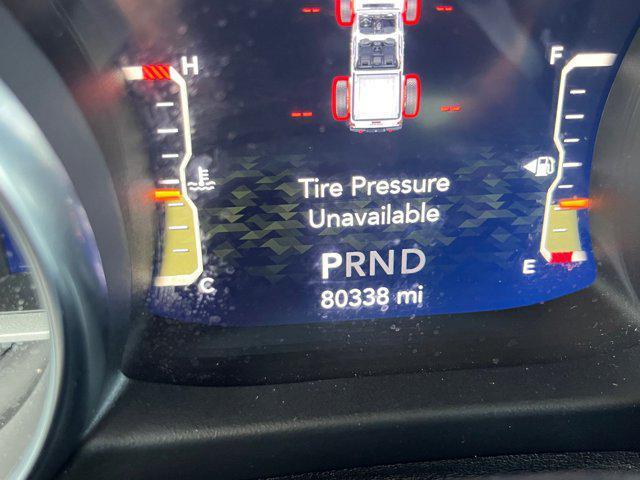 -- --
H
F
-- --
Tire Pressure
Unavailable
PRND
E
C
80338 mi